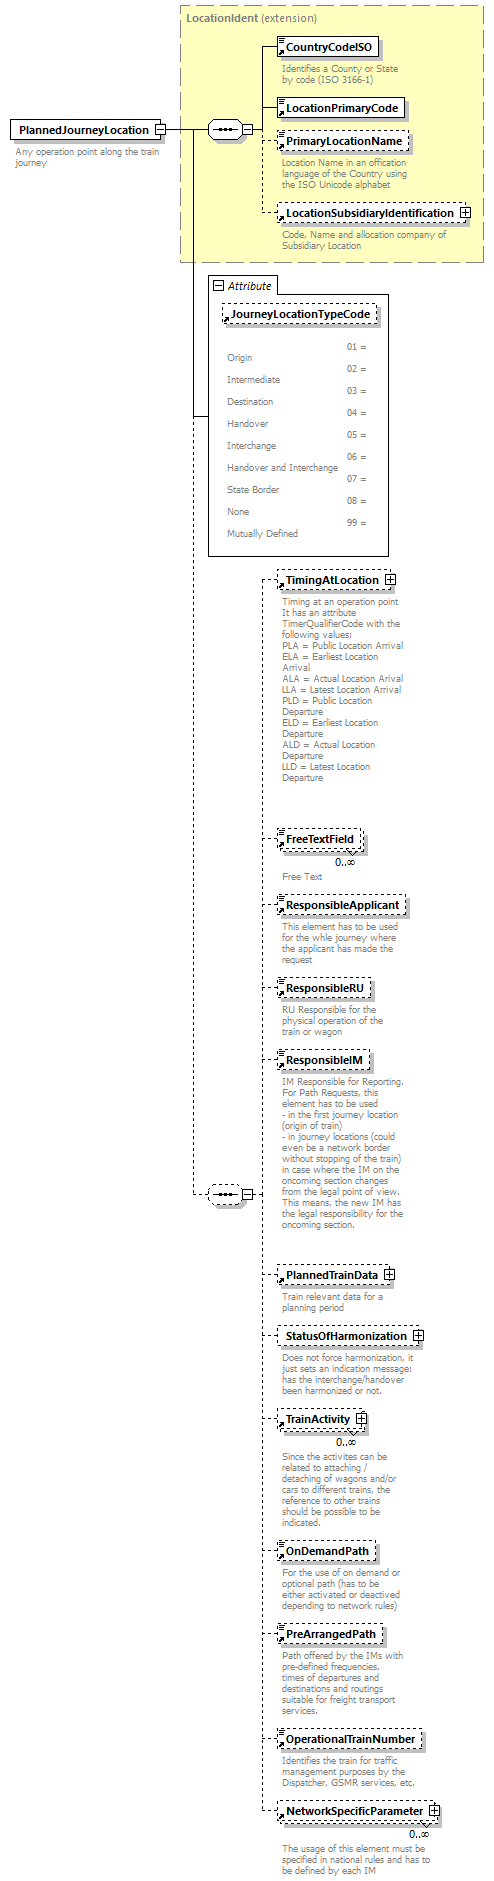 LocationIdent (extension)
CountryCodeISO
Identifies a County or State
by code (ISO 3166-1)
LocationPrimaryCode
PlannedJourneyLocation
Any operation point along the train
journey
PrimaryLocationName
Location Name in an offication
language of the Country using
the ISO Unicode alphabet
LocationSubsidiaryIdentification
Code, Name and allocation company of
Subsidiary Location
Attribute
JourneyLocationTypeCode
01 =
Origin
02 =
Intermediate
03 =
Destination
04 =
Handover
05 =
Interchange
06 =
Handover and Interchange
07 =
State Border
08 =
None
99 =
Mutually Defined
TimingAtLocation
Timing at an operation point
It has an attribute
TimerQualifierCode with the
following values:
PLA = Public Location Arrival
ELA = Earliest Location
Arrival
ALA = Actual Location Arival
LLA = Latest Location Arrival
PLD = Public Location
Departure
ELD = Earliest Location
Departure
ALD = Actual Location
Departure
LLD = Latest Location
Departure
FreeTextField
0..∞
Free Text
ResponsibleApplicant
This element has to be used
for the whle journey where
the applicant has made the
request
ResponsibleRU
RU Responsible for the
physical operation of the
train or wagon
ResponsibleIM
IM Responsible for Reporting.
For Path Requests, this
element has to be used
- in the first journey location
(origin of train)
- in journey locations (could
even be a network border
without stopping of the train)
in case where the IM on the
oncoming section changes
from the legal point of view.
This means, the new IM has
the legal responsibility for the
oncoming section.
PlannedTrainData
Train relevant data for a
planning period
StatusOfHarmonization
Does not force harmonization, it
just sets an indication message:
has the interchange/handover
been harmonized or not.
TrainActivity
0..∞
Since the activites can be
related to attaching /
detaching of wagons and/or
cars to different trains, the
reference to other trains
should be possible to be
indicated.
OnDemandPath
For the use of on demand or
optional path (has to be
either activated or deactived
depending to network rules)
PreArrangedPath
Path offered by the IMs with
pre-defined frequencies,
times of departures and
destinations and routings
suitable for freight transport
services.
OperationalTrainNumber
Identifies the train for traffic
management purposes by the
Dispatcher, GSMR services, etc.
NetworkSpecificParameter
0..∞
The usage of this element must be
specified in national rules and has to
be defined by each IM